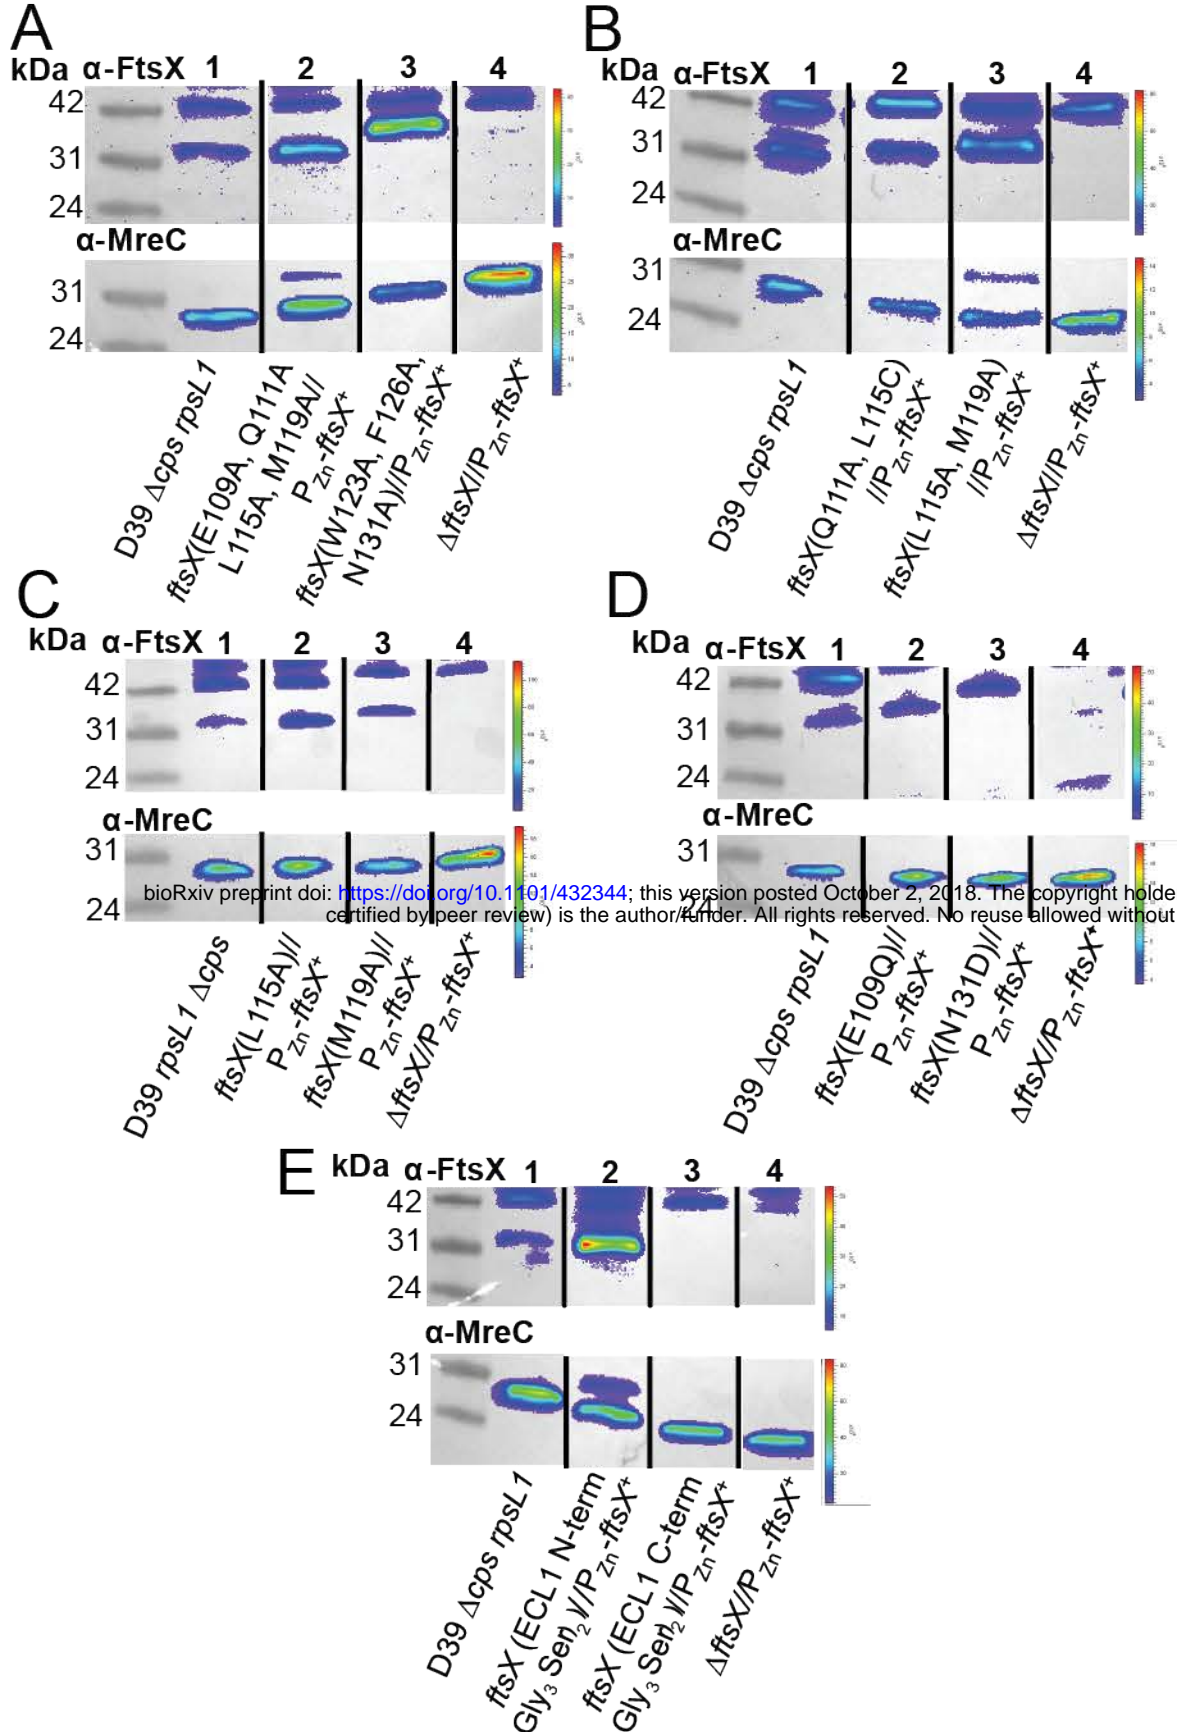 A
kDa α-FtsX 1 2 3 4
42
31
24
α-MreC
31
24
D39 Δcps rpsL1
ftsX(E109A, Q111A
L115A, M119A//
PZn-ftsX+
ftsX(W123A, F126A,
N131A)//PZn-ftsX+
ΔftsX//PZn-ftsX+
B
kDa α-FtsX 1 2 3 4
42
31
24
α-MreC
31
24
D39 Δcps rpsL1
ftsX(Q111A, L115C)
//PZn-ftsX+
ftsX(L115A, M119A)
//PZn-ftsX+
ΔftsX//PZn-ftsX+
C
kDa α-FtsX 1 2 3 4
42
31
24
α-MreC
31
24
D39 rpsL1 Δcps
ftsX(L115A)//
PZn-ftsX+
ftsX(M119A)//
PZn-ftsX+
ΔftsX//PZn-ftsX+
D
kDa α-FtsX 1 2 3 4
42
31
24
α-MreC
31
24
bioRxiv preprint doi: https://doi.org/10.1101/432344; this version posted October 2, 2018. The copyright holde
certified by peer review) is the author/funder. All rights reserved. No reuse allowed without
D39 Δcps rpsL1
ftsX(E109Q)//
PZn-ftsX+
ftsX(N131D)//
PZn-ftsX+
ΔftsX//PZn-ftsX+
E
kDa α-FtsX 1 2 3 4
42
31
24
α-MreC
31
24
D39 Δcps rpsL1
ftsX (ECL1 N-term
Gly3 Ser2)//PZn-ftsX+
ftsX (ECL1 C-term
Gly3 Ser2)//PZn-ftsX+
ΔftsX//PZn-ftsX+